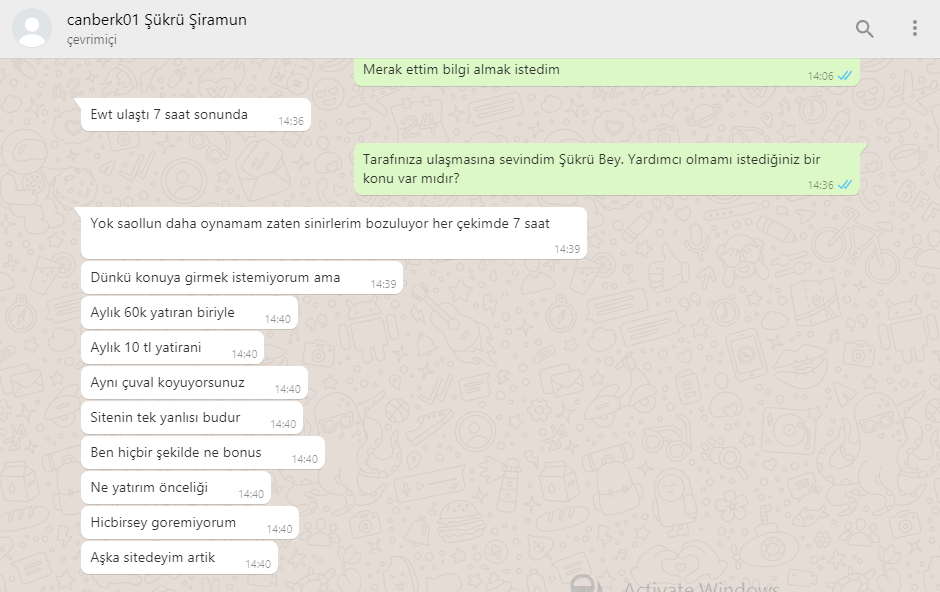 canberk01 Şükrü Şiramun
çevrimiçi
Merak ettim bilgi almak istedim
14:06
Ewt ulaştı 7 saat sonunda
14:36
Tarafınıza ulaşmasına sevindim Şükrü Bey. Yardımcı olmamı istediğiniz bir
konu var mıdır?
14:36
Yok saollun daha oynamam zaten sinirlerim bozuluyor her çekimde 7 saat
14:39
Dünkü konuya girmek istemiyorum ama
14:39
Aylık 60k yatıran biriyle
14:40
Aylık 10 tl yatirani
14:40
Aynı çuval koyuyorsunuz
14:40
Sitenin tek yanlısı budur
14:40
Ben hiçbir şekilde ne bonus
14:40
Ne yatırım önceliği
14:40
Hicbirsey goremiyorum
14:40
Aşka sitedeyim artik
14:40
Activate Windows